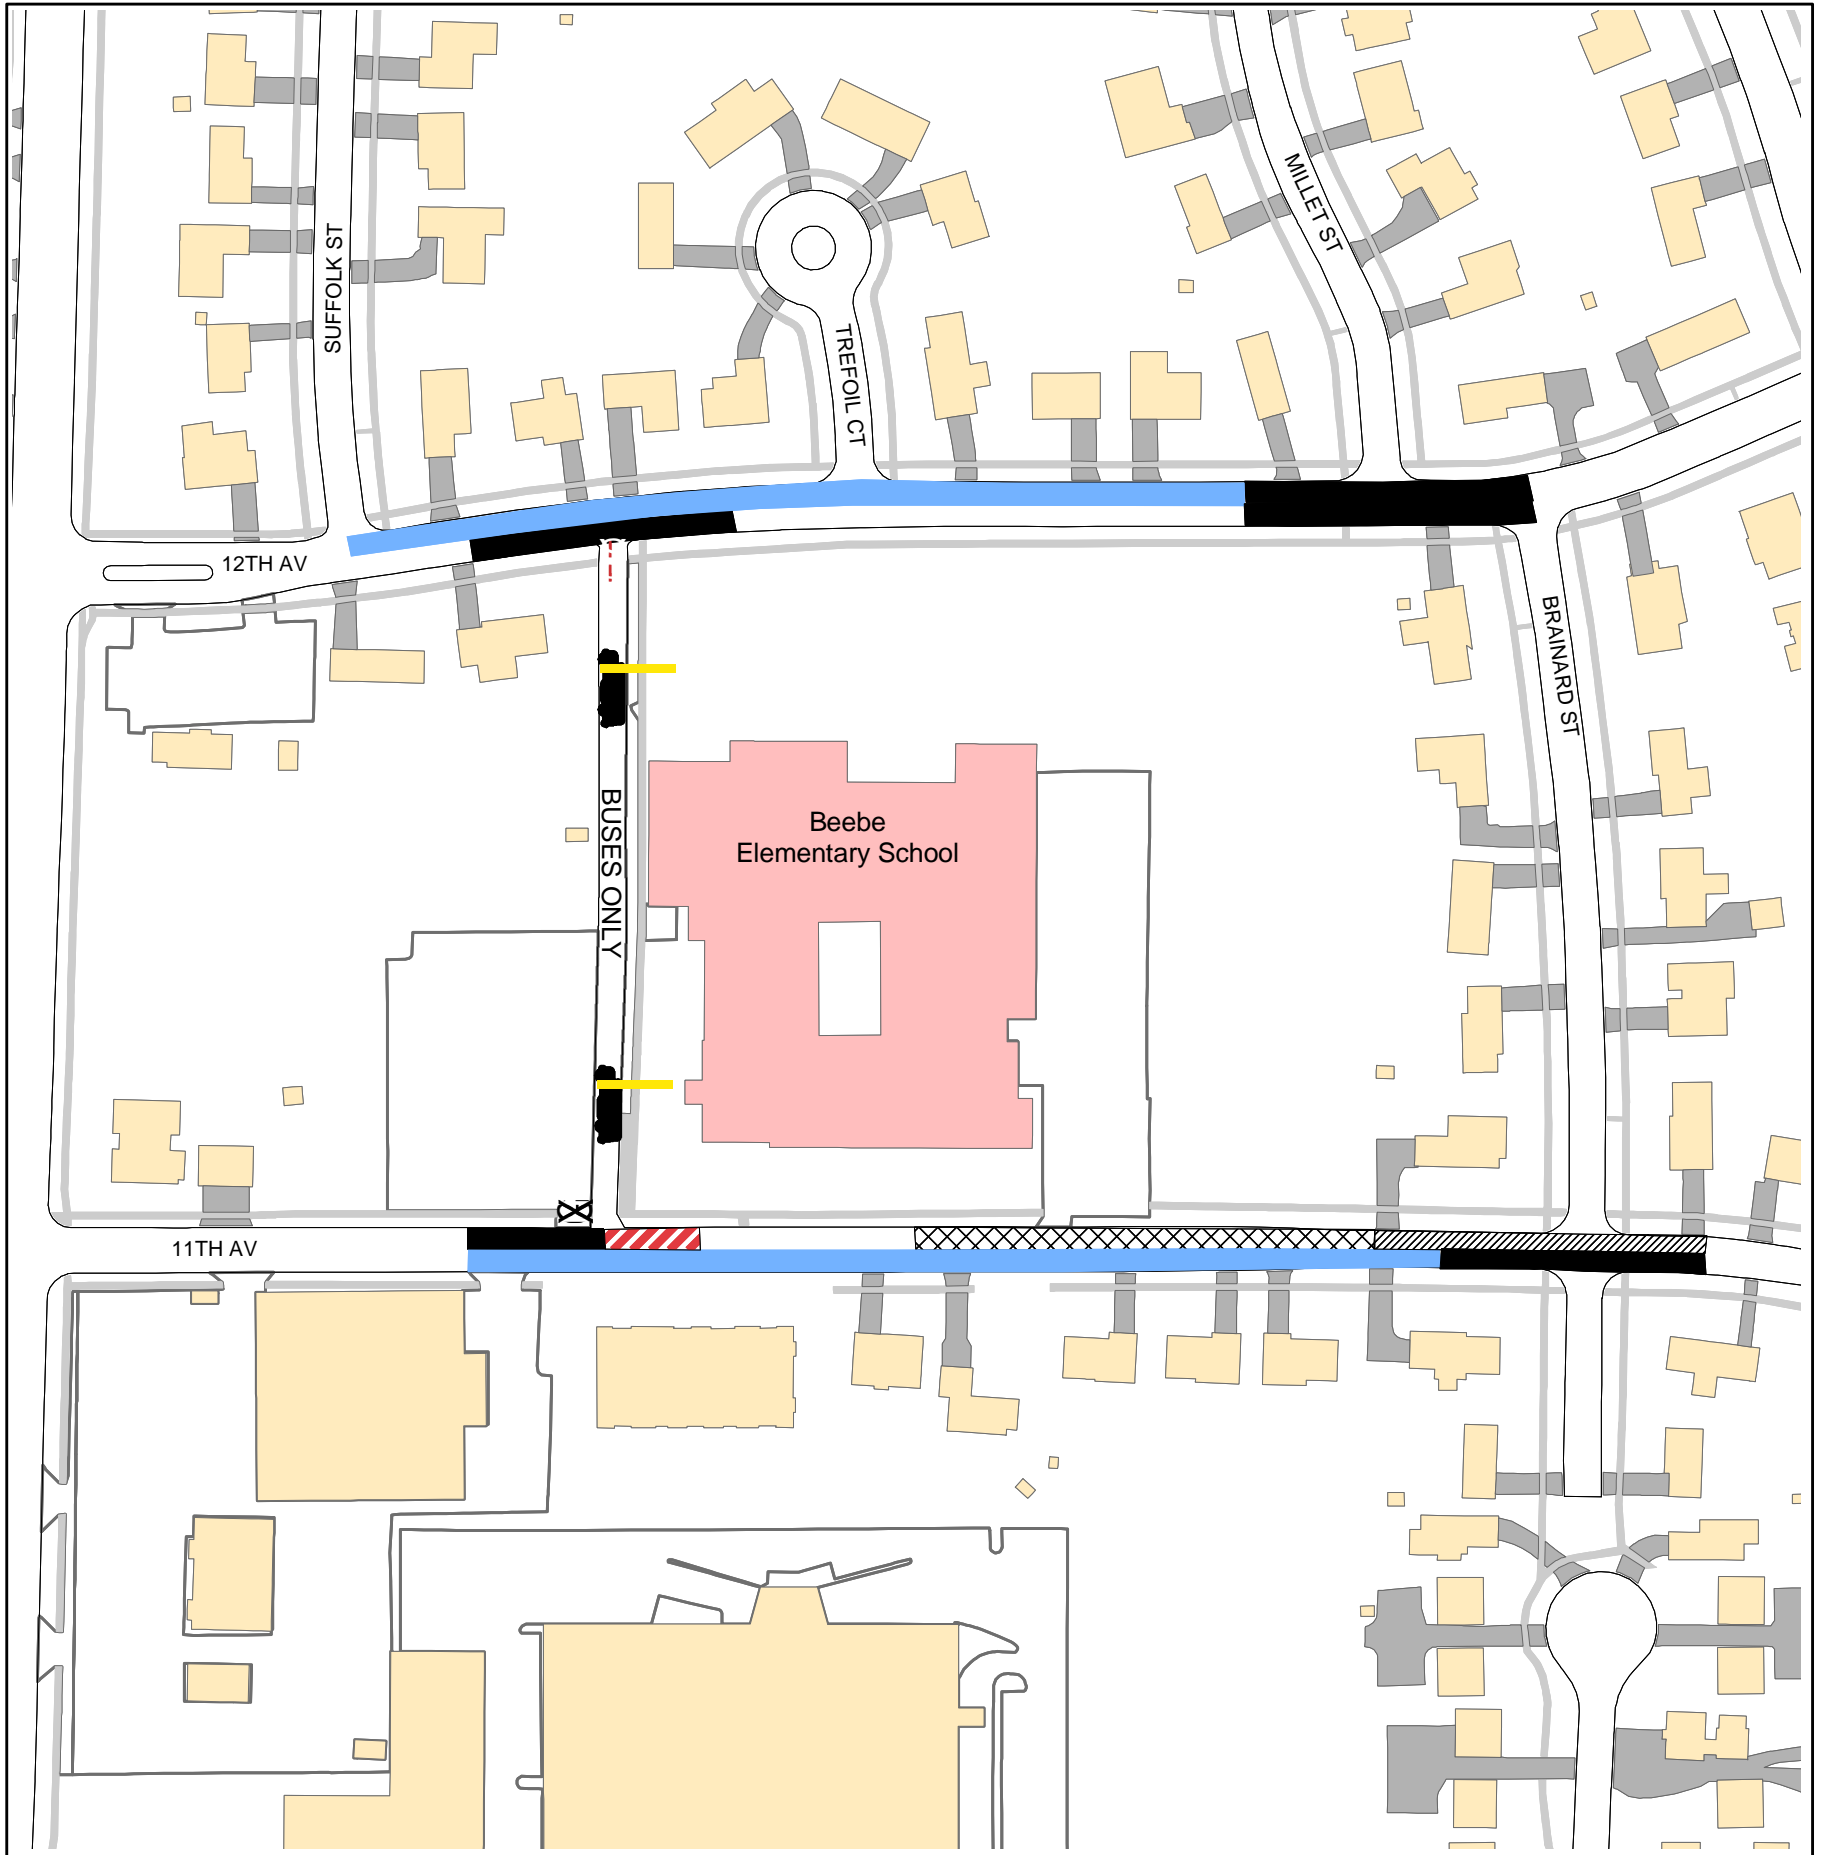 SUFFOLK ST
TREFOIL CT
MILLET ST
12TH AV
BRAINARD ST
BUSES ONLY
Beebe
Elementary School
11TH AV